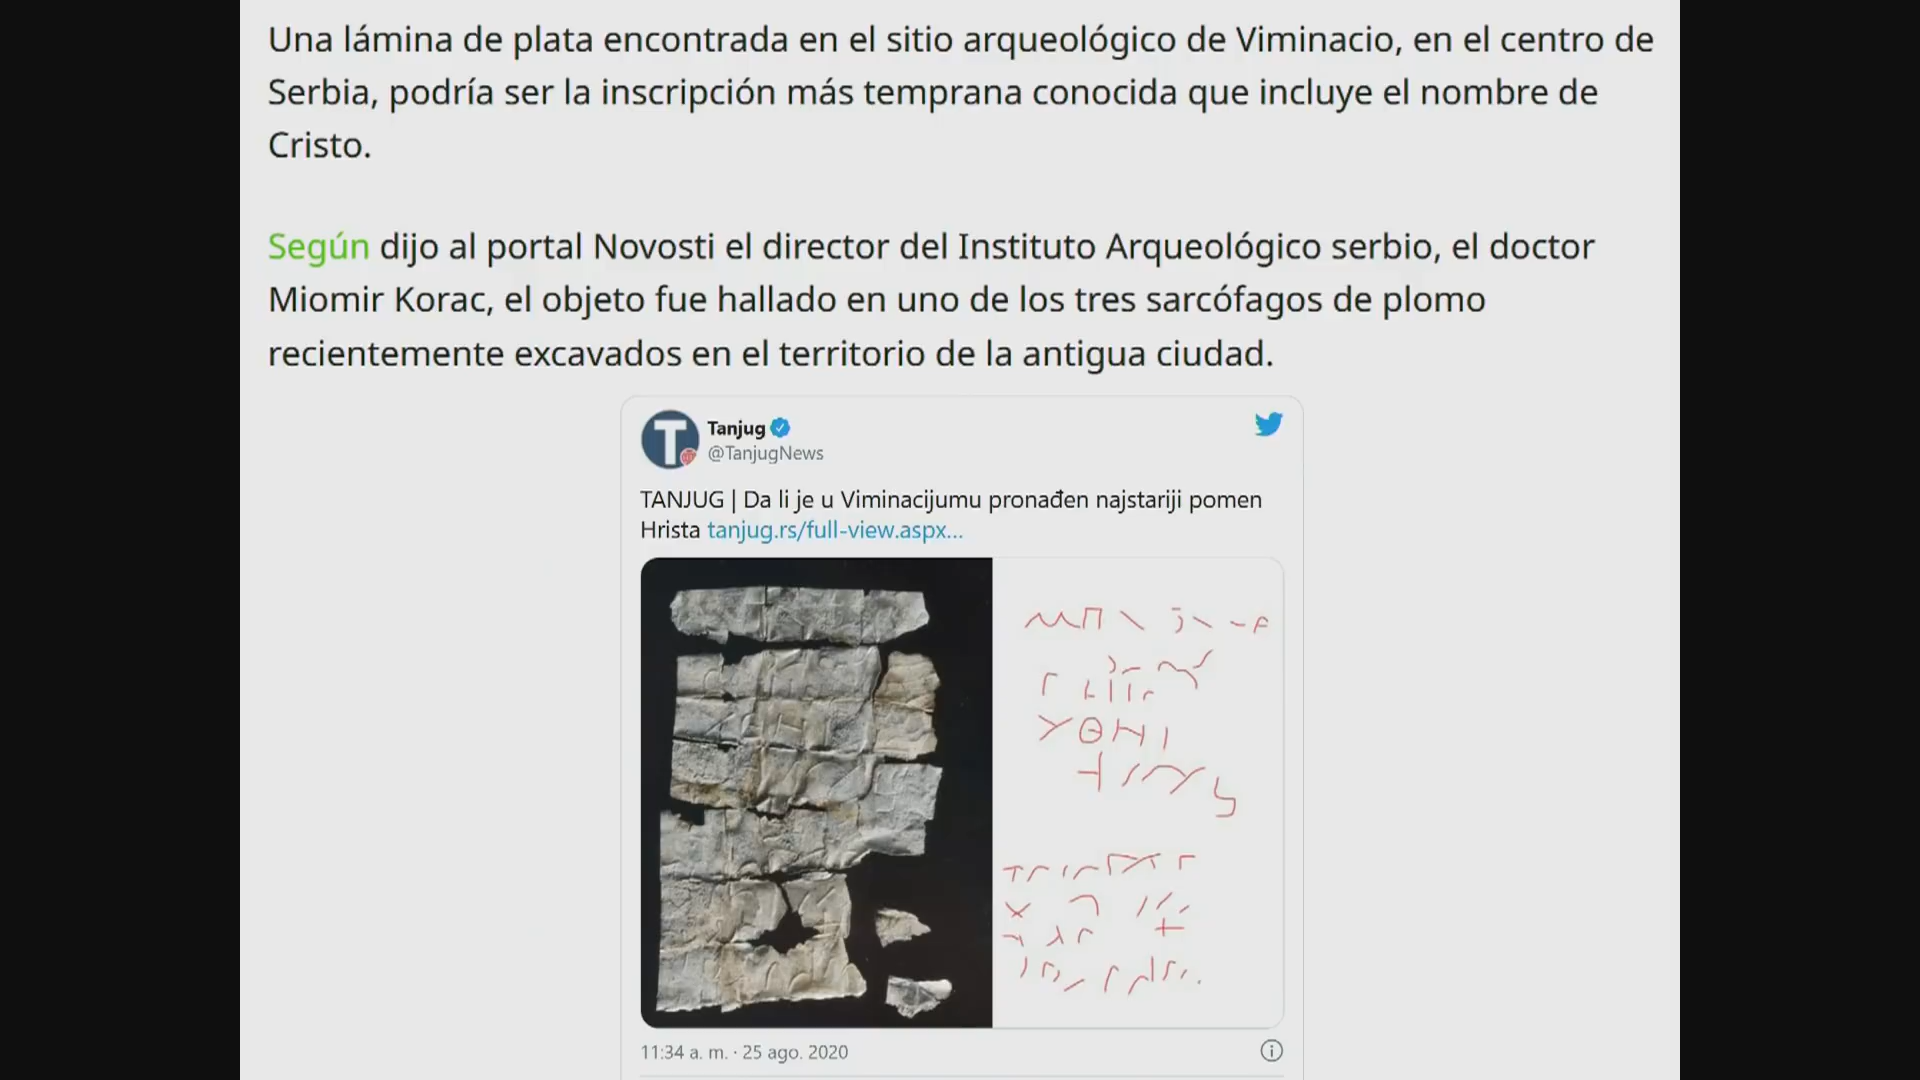 Una lámina de plata encontrada en el sitio arqueológico de Viminacio, en el centro de
Serbia, podría ser la inscripción más temprana conocida que incluye el nombre de
Cristo.
Según dijo al portal Novosti el director del Instituto Arqueológico serbio, el doctor
Miomir Korac, el objeto fue hallado en uno de los tres sarcófagos de plomo
recientemente excavados en el territorio de la antigua ciudad.
Tanjug
@TanjugNews
TANJUG | Da li je u Viminacijumu pronađen najstariji pomen
Hrista tanjug.rs/full-view.aspx...
11:34 a. m. · 25 ago. 2020